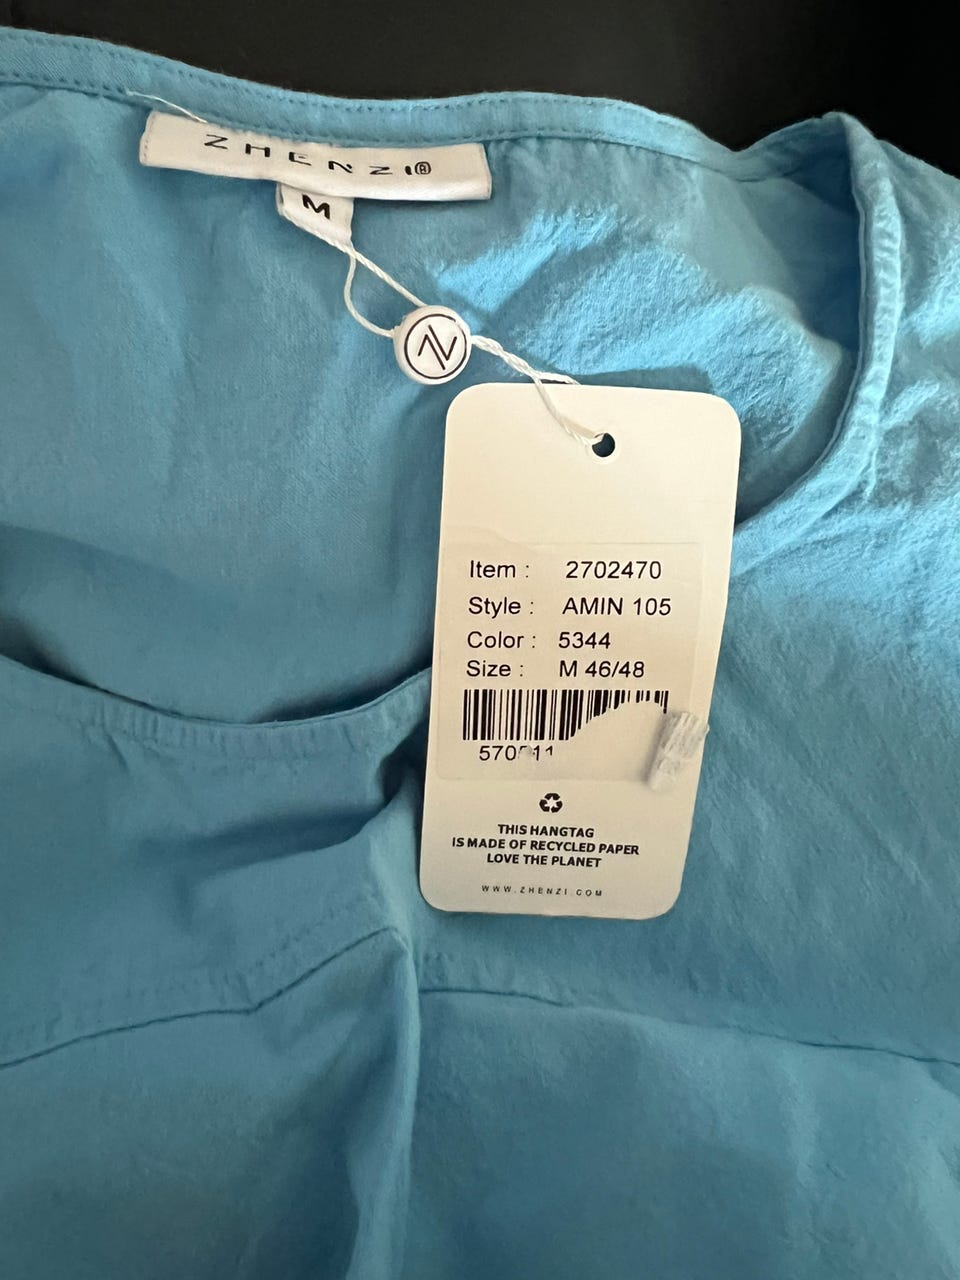 ZHENZI®
M
Item : 2702470
Style : AMIN 105
Color : 5344
Size : M 46/48
THIS HANGTAG
IS MADE OF RECYCLED PAPER
LOVE THE PLANET
WWW.ZHENZI.COM